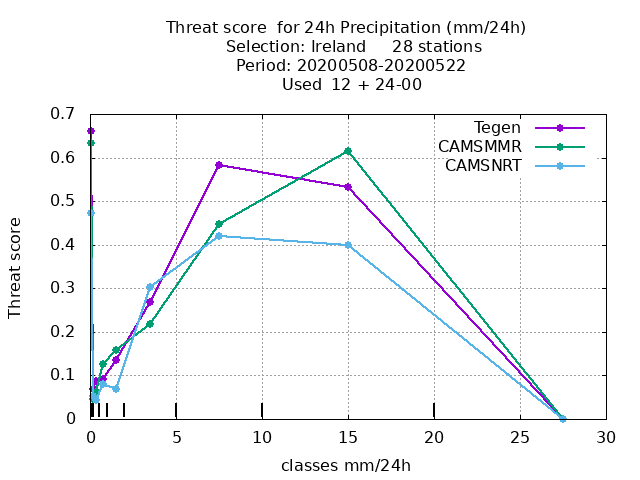 Threat score  for 24h Precipitation (mm/24h)
Selection: Ireland     28 stations
Period: 20200508-20200522
Used  12 + 24-00
Threat score
0.7
0.6
0.5
0.4
0.3
0.2
0.1
0
Tegen
CAMSMMR
CAMSNRT
0 5 10 15 20 25 30
classes mm/24h